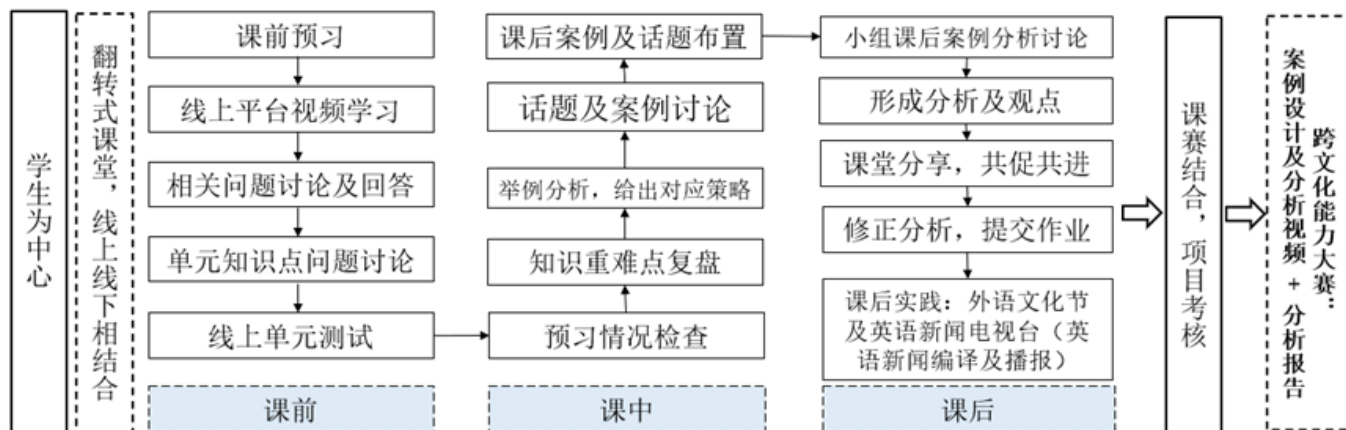 学生为中心
翻转式课堂，线上线下相结合
课前预习
线上平台视频学习
相关问题讨论及回答
单元知识点问题讨论
线上单元测试
课前
课后案例及话题布置
话题及案例讨论
举例分析，给出对应策略
知识重难点复盘
预习情况检查
课中
小组课后案例分析讨论
形成分析及观点
课堂分享，共促共进
修正分析，提交作业
课后实践：外语文化节
及英语新闻电视台（英
语新闻编译及播报）
课后
课赛结合，项目考核
跨文化能力大赛：
案例设计及分析视频 + 分析报告